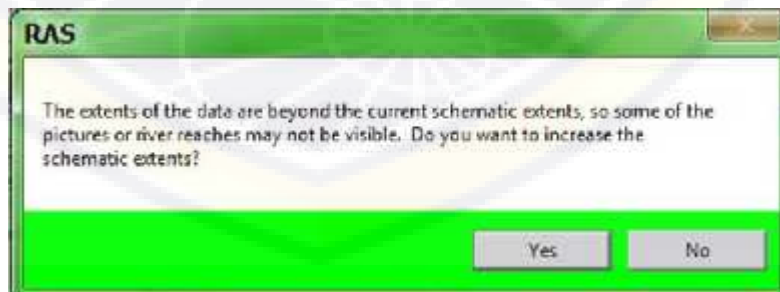 RAS
The extents of the data are beyond the current schematic extents, so some of the
pictures or river reaches may not be visible. Do you want to increase the
schematic extents?
Yes No